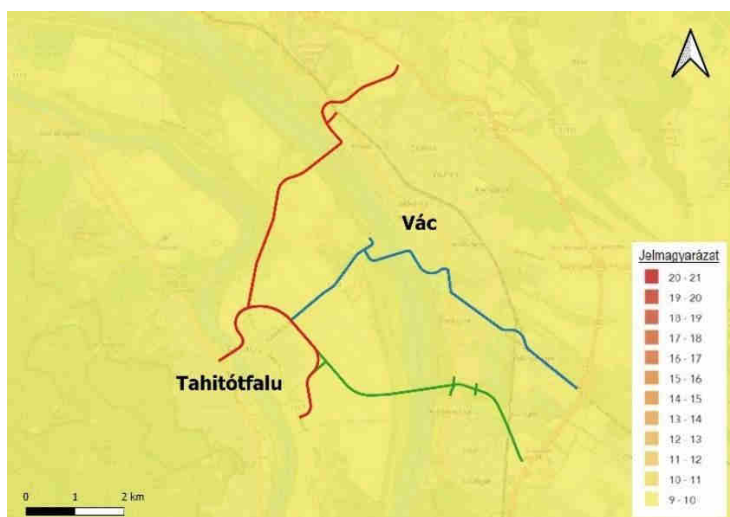 Vác
Tahitótfalu
Jelmagyarázat
20 - 21
19 - 20
18 - 19
17 - 18
16 - 17
15 - 16
14 - 15
13 - 14
12 - 13
11 - 12
10 - 11
9 - 10
0 1 2 km